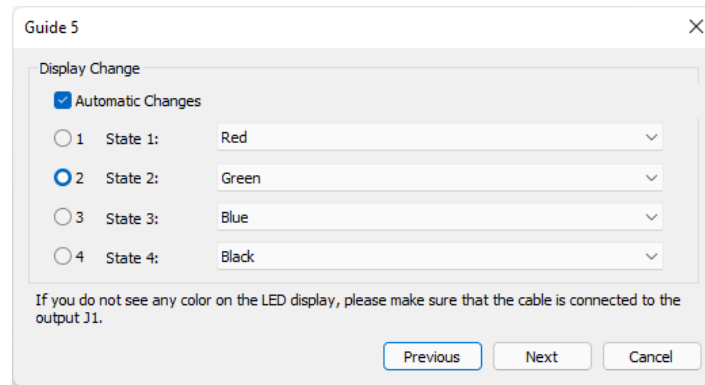 Guide 5
Display Change
Automatic Changes
1 State 1: Red
2 State 2: Green
3 State 3: Blue
4 State 4: Black
If you do not see any color on the LED display, please make sure that the cable is connected to the
output J1.
Previous Next Cancel